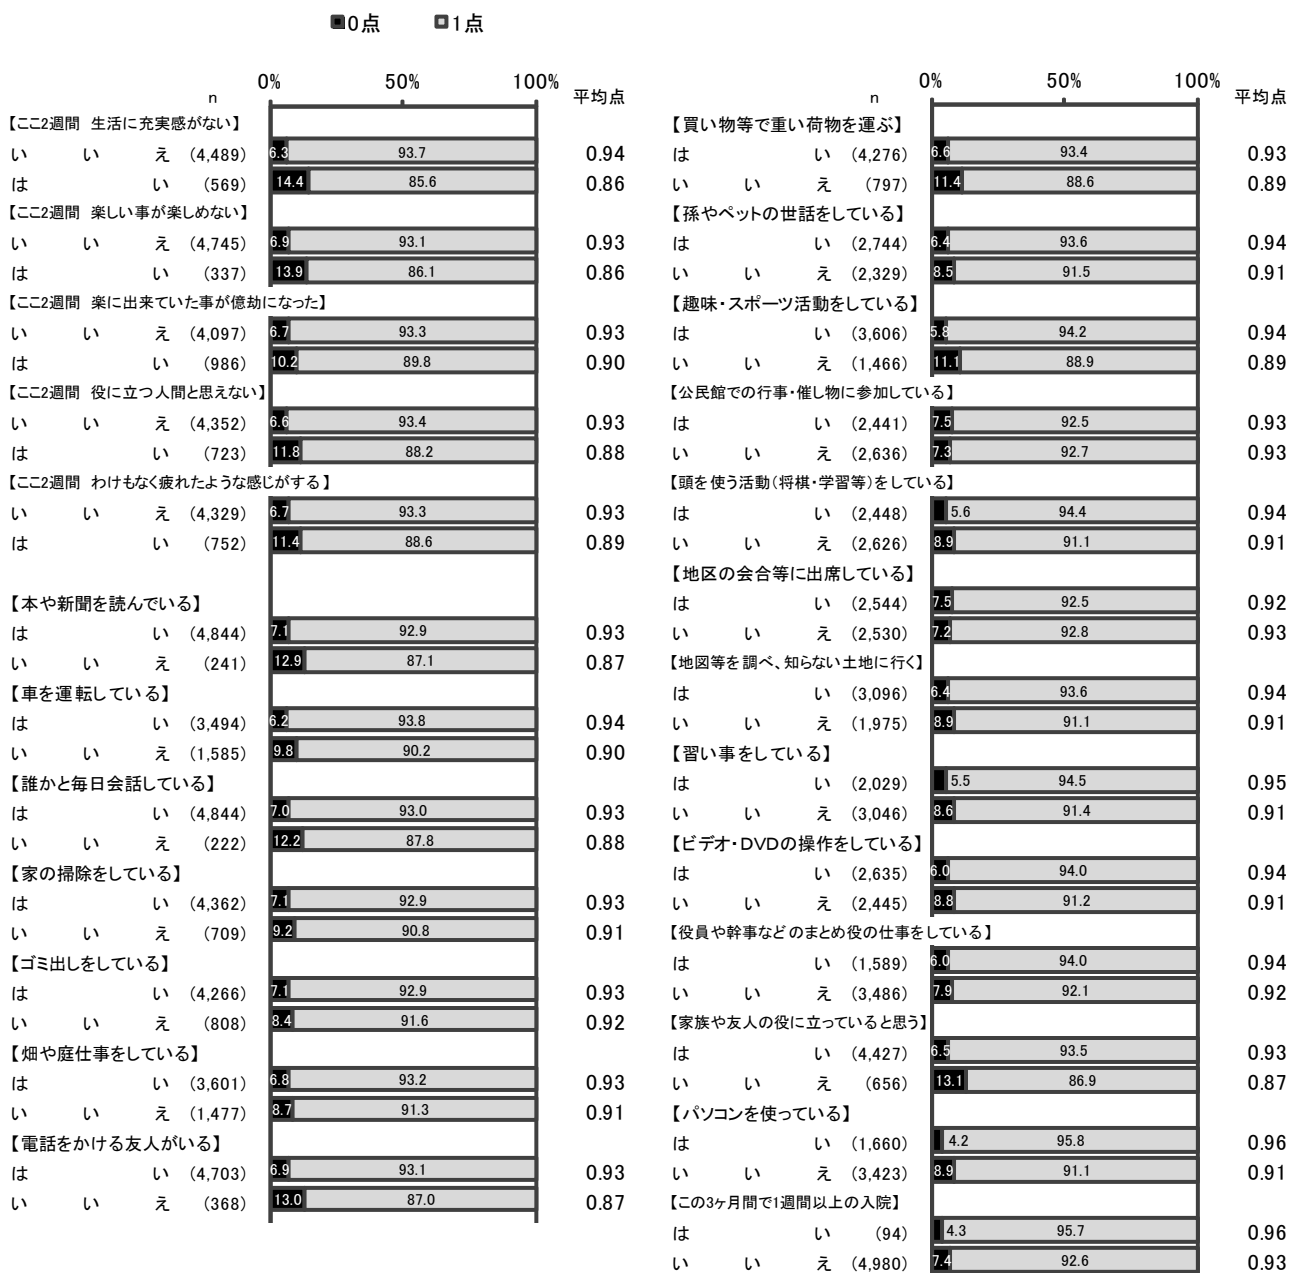 ■0点 □1点
0% 50% 100%
n 平均点
【ここ2週間 生活に充実感がない】
いいえ (4,489) 6.3 93.7 0.94
はい (569) 14.4 85.6 0.86
【ここ2週間 楽しい事が楽しめない】
いいえ (4,745) 6.9 93.1 0.93
はい (337) 13.9 86.1 0.86
【ここ2週間 楽に出来ていた事が億劫になった】
いいえ (4,097) 6.7 93.3 0.93
はい (986) 10.2 89.8 0.90
【ここ2週間 役に立つ人間と思えない】
いいえ (4,352) 6.6 93.4 0.93
はい (723) 11.8 88.2 0.88
【ここ2週間 わけもなく疲れたような感じがする】
いいえ (4,329) 6.7 93.3 0.93
はい (752) 11.4 88.6 0.89
【本や新聞を読んでいる】
はい (4,844) 7.1 92.9 0.93
いいえ (241) 12.9 87.1 0.87
【車を運転している】
はい (3,494) 6.2 93.8 0.94
いいえ (1,585) 9.8 90.2 0.90
【誰かと毎日会話している】
はい (4,844) 7.0 93.0 0.93
いいえ (222) 12.2 87.8 0.88
【家の掃除をしている】
はい (4,362) 7.1 92.9 0.93
いいえ (709) 9.2 90.8 0.91
【ゴミ出しをしている】
はい (4,266) 7.1 92.9 0.93
いいえ (808) 8.4 91.6 0.92
【畑や庭仕事をしている】
はい (3,601) 6.8 93.2 0.93
いいえ (1,477) 8.7 91.3 0.91
【電話をかける友人がいる】
はい (4,703) 6.9 93.1 0.93
いいえ (368) 13.0 87.0 0.87
0% 50% 100%
n 平均点
【買い物等で重い荷物を運ぶ】
はい (4,276) 6.6 93.4 0.93
いいえ (797) 11.4 88.6 0.89
【孫やペットの世話をしている】
はい (2,744) 6.4 93.6 0.94
いいえ (2,329) 8.5 91.5 0.91
【趣味・スポーツ活動をしている】
はい (3,606) 5.8 94.2 0.94
いいえ (1,466) 11.1 88.9 0.89
【公民館での行事・催し物に参加している】
はい (2,441) 7.5 92.5 0.93
いいえ (2,636) 7.3 92.7 0.93
【頭を使う活動(将棋・学習等)をしている】
はい (2,448) 5.6 94.4 0.94
いいえ (2,626) 8.9 91.1 0.91
【地区の会合等に出席している】
はい (2,544) 7.5 92.5 0.92
いいえ (2,530) 7.2 92.8 0.93
【地図等を調べ、知らない土地に行く】
はい (3,096) 6.4 93.6 0.94
いいえ (1,975) 8.9 91.1 0.91
【習い事をしている】
はい (2,029) 5.5 94.5 0.95
いいえ (3,046) 8.6 91.4 0.91
【ビデオ・DVDの操作をしている】
はい (2,635) 6.0 94.0 0.94
いいえ (2,445) 8.8 91.2 0.91
【役員や幹事などのまとめ役の仕事をしている】
はい (1,589) 6.0 94.0 0.94
いいえ (3,486) 7.9 92.1 0.92
【家族や友人の役に立っていると思う】
はい (4,427) 6.5 93.5 0.93
いいえ (656) 13.1 86.9 0.87
【パソコンを使っている】
はい (1,660) 4.2 95.8 0.96
いいえ (3,423) 8.9 91.1 0.91
【この3ヶ月間で1週間以上の入院】
はい (94) 4.3 95.7 0.96
いいえ (4,980) 7.4 92.6 0.93